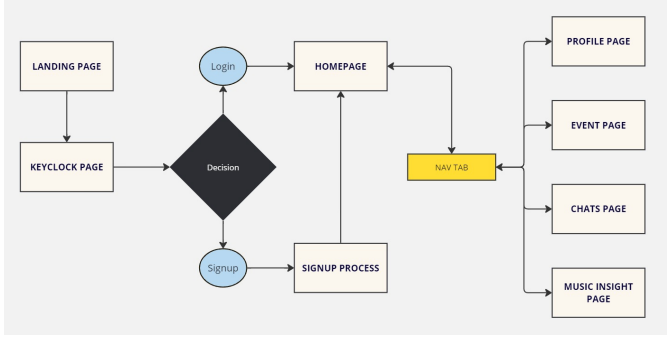 LANDING PAGE
KEYCLOCK PAGE
Decision
Login
Signup
HOMEPAGE
SIGNUP PROCESS
NAV TAB
PROFILE PAGE
EVENT PAGE
CHATS PAGE
MUSIC INSIGHT
PAGE